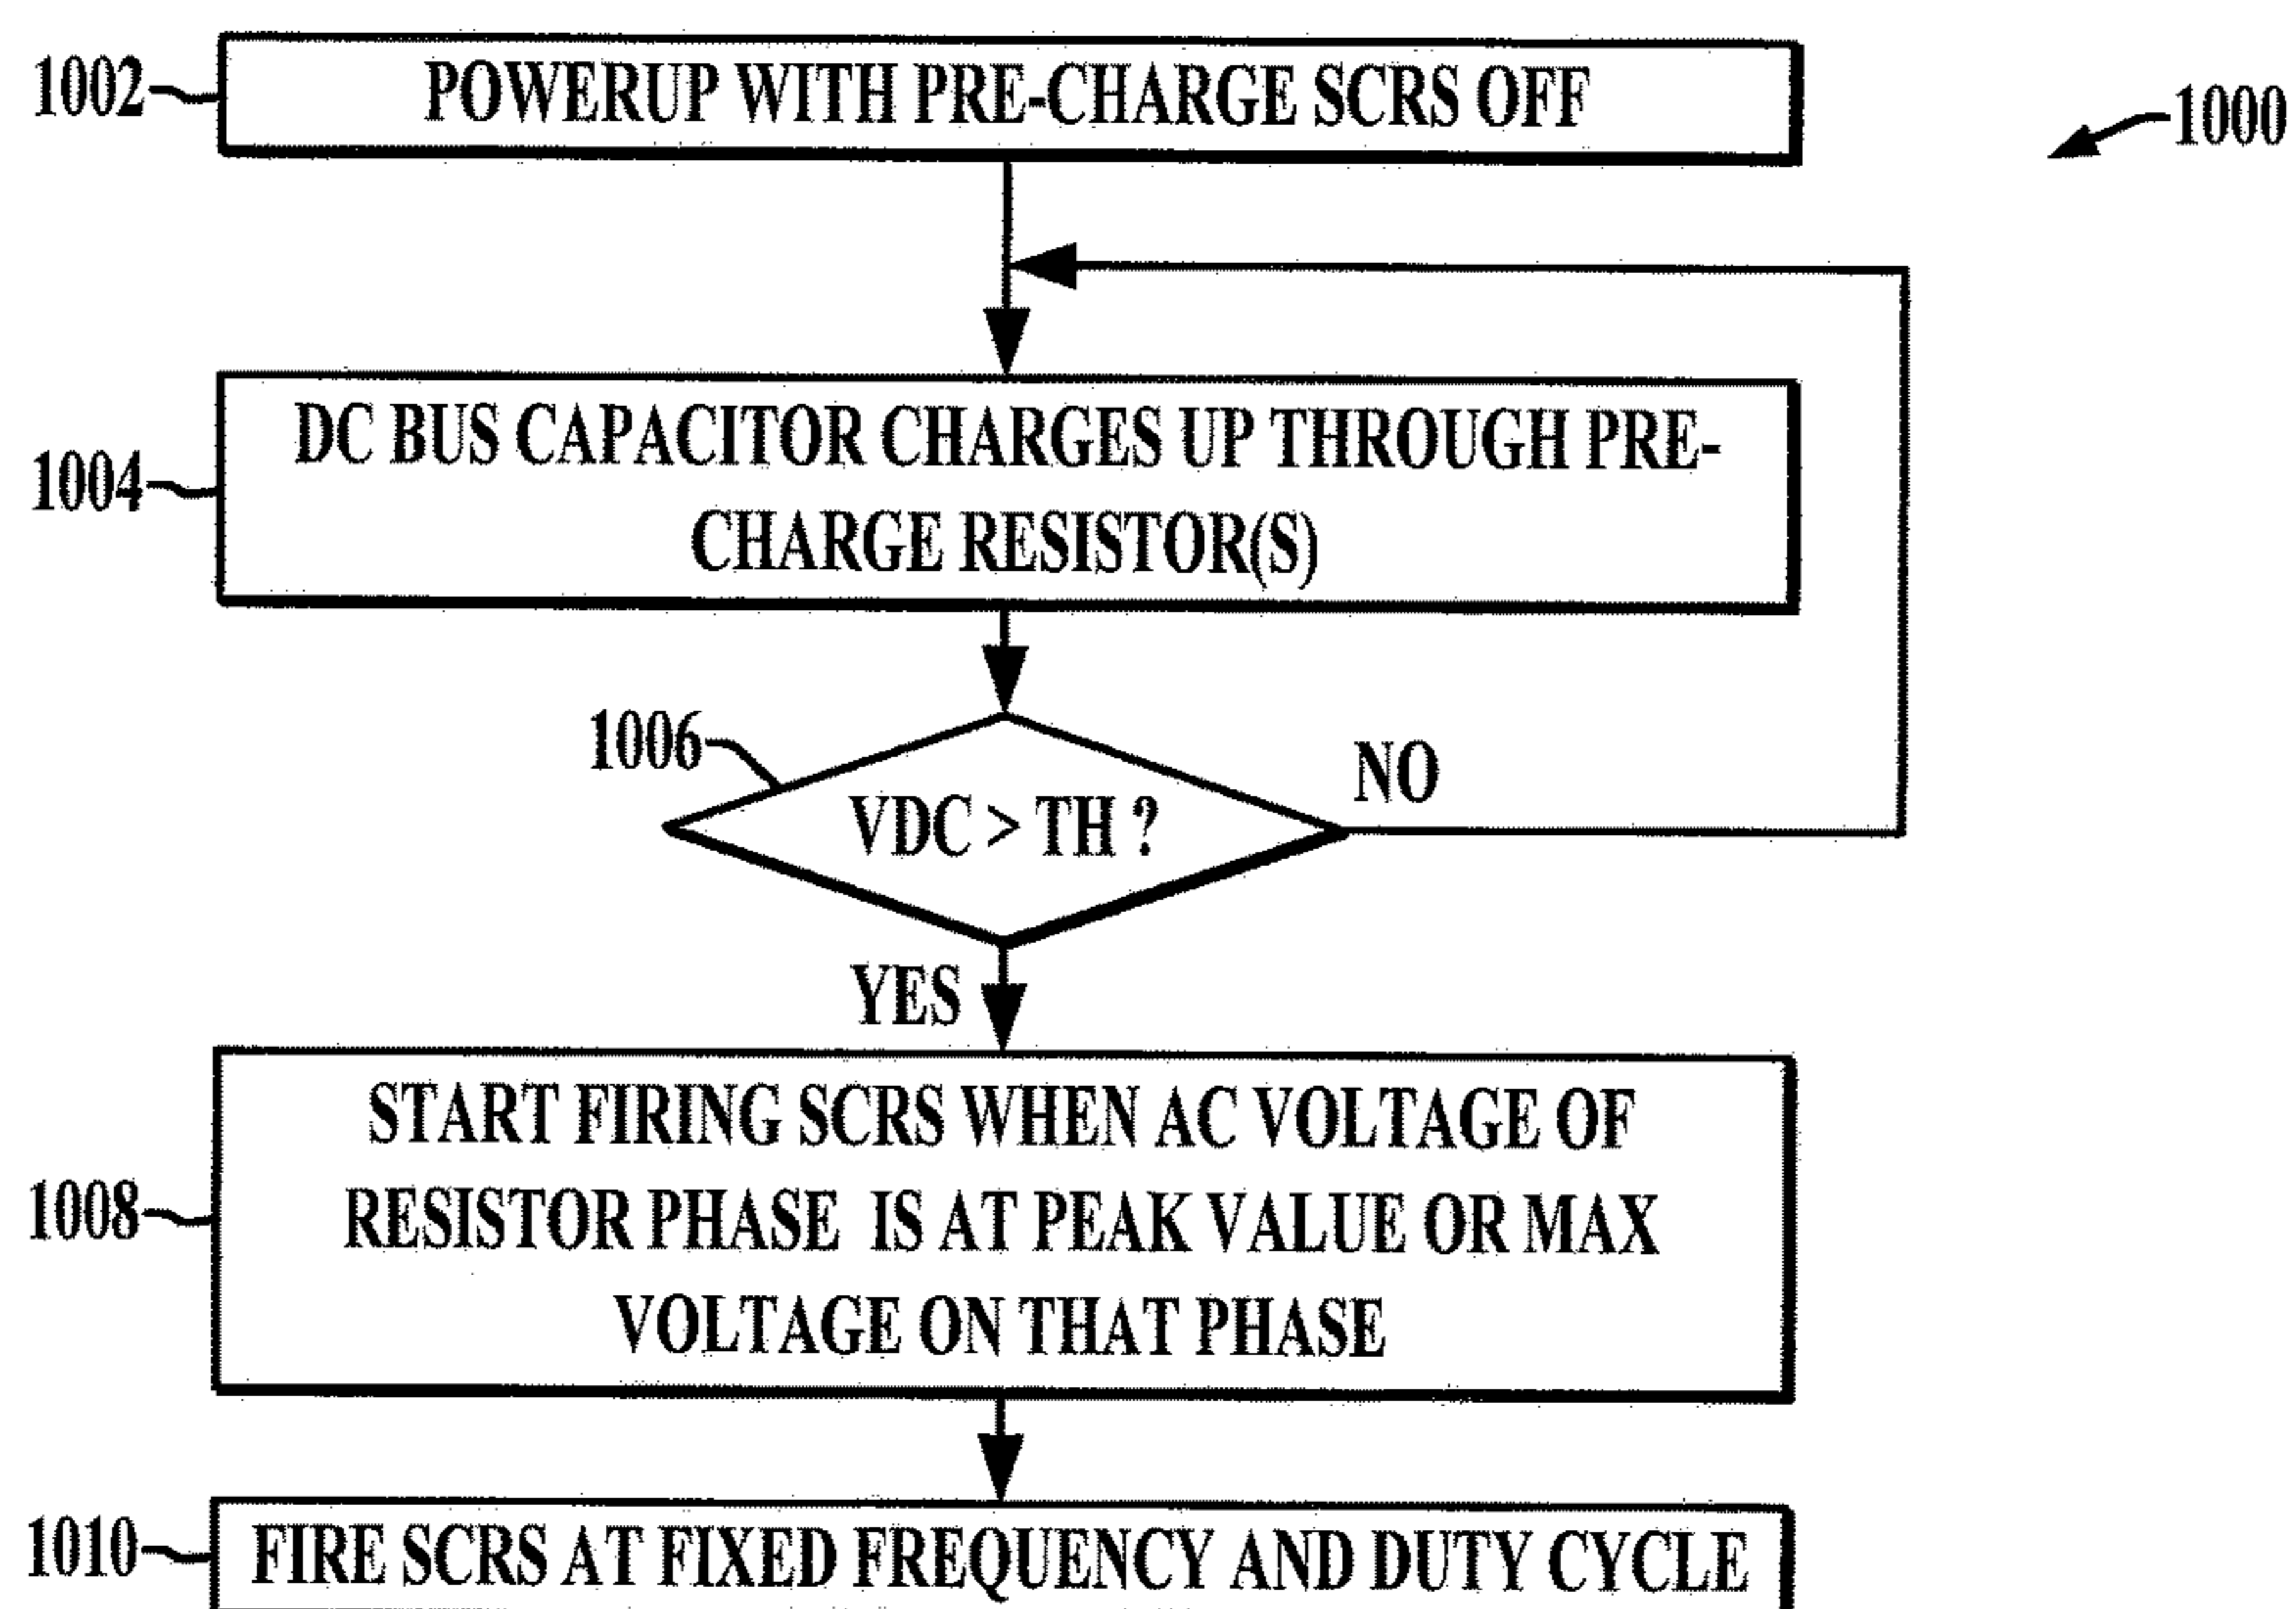 1002
POWERUP WITH PRE-CHARGE SCRS OFF
1000
DC BUS CAPACITOR CHARGES UP THROUGH PRE-
1004
CHARGE RESISTOR(S)
1006
NO
VDC > TH ?
YES
START FIRING SCRS WHEN AC VOLTAGE OF
1008
RESISTOR PHASE IS AT PEAK VALUE OR MAX
VOLTAGE ON THAT PHASE
1010
FIRE SCRS AT FIXED FREQUENCY AND DUTY CYCLE